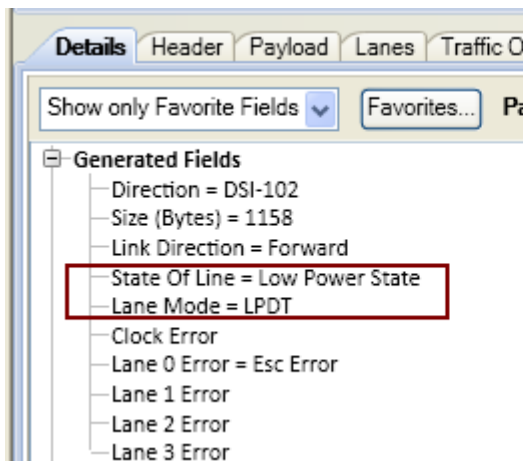 Details Header Payload Lanes Traffic O
Show only Favorite Fields Favorites... Pa
Generated Fields
Direction = DSI-102
Size (Bytes) = 1158
Link Direction = Forward
State Of Line = Low Power State
Lane Mode = LPDT
Clock Error
Lane 0 Error = Esc Error
Lane 1 Error
Lane 2 Error
Lane 3 Error